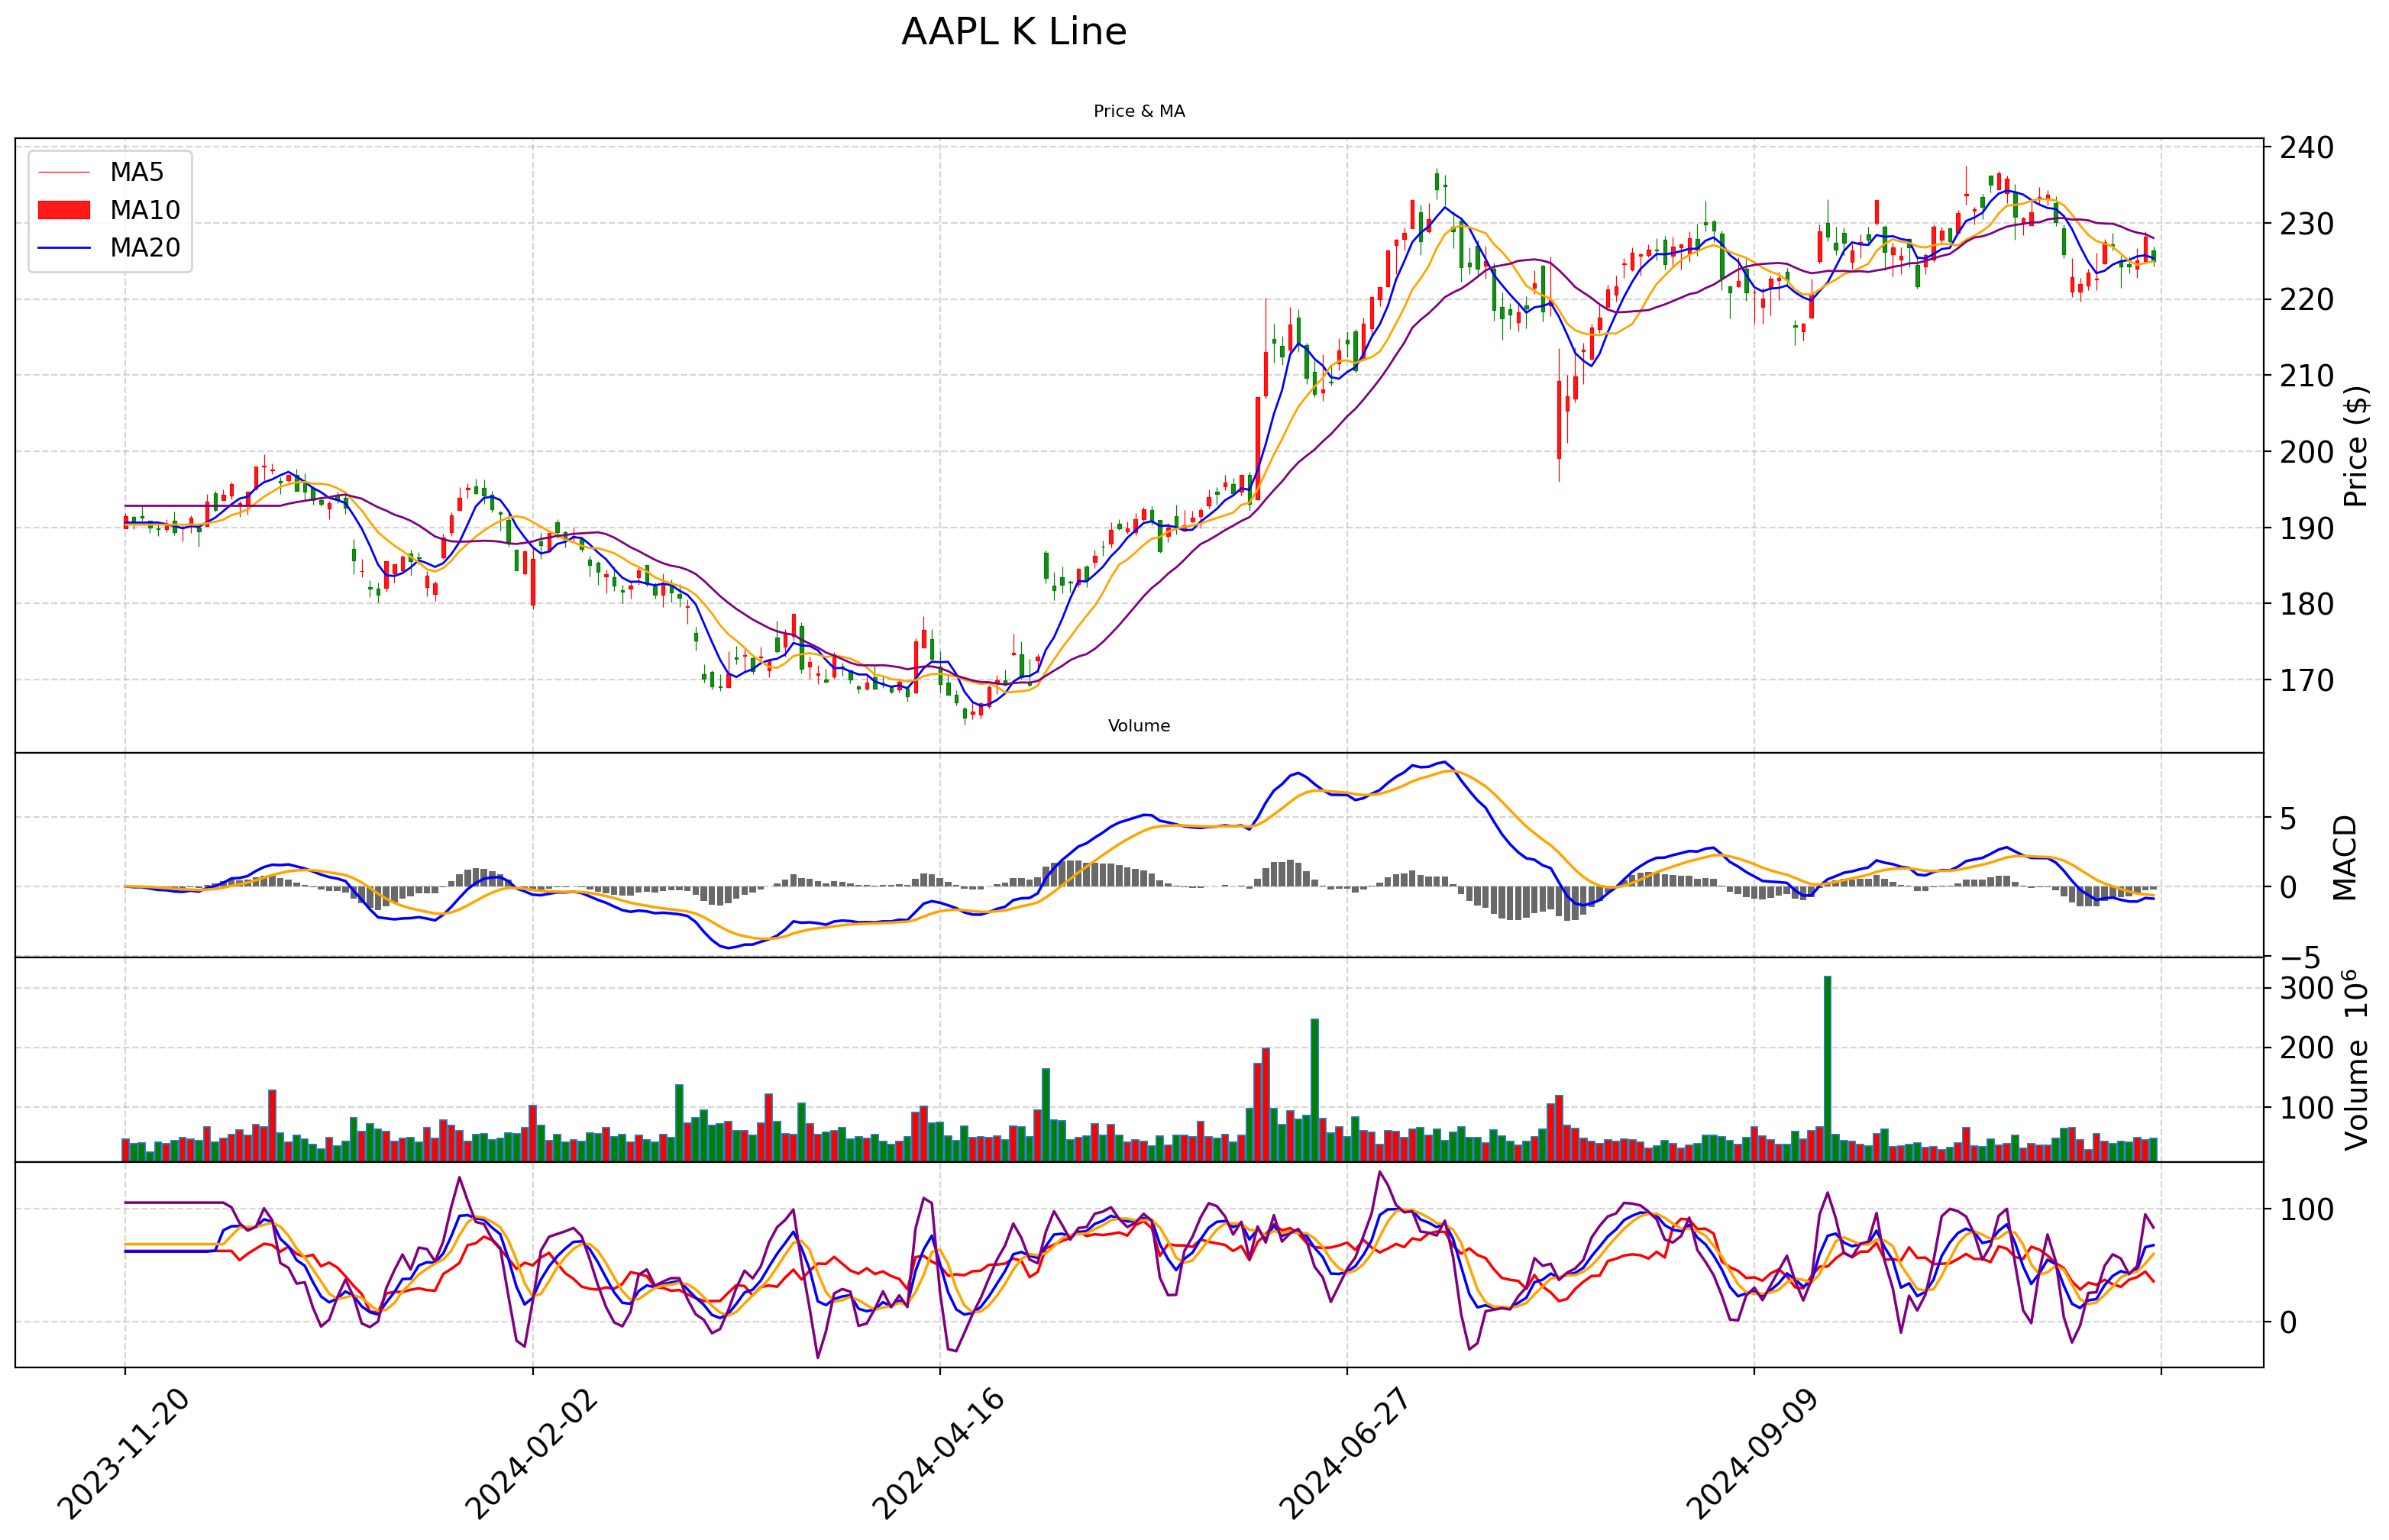 AAPL K Line
Price & MA
MA5
MA10
MA20
240
230
220
210
200
190
180
170
Price ($)
Volume
5
0
−5
MACD
300
200
100
Volume 10⁶
100
0
2023-11-20
2024-02-02
2024-04-16
2024-06-27
2024-09-09